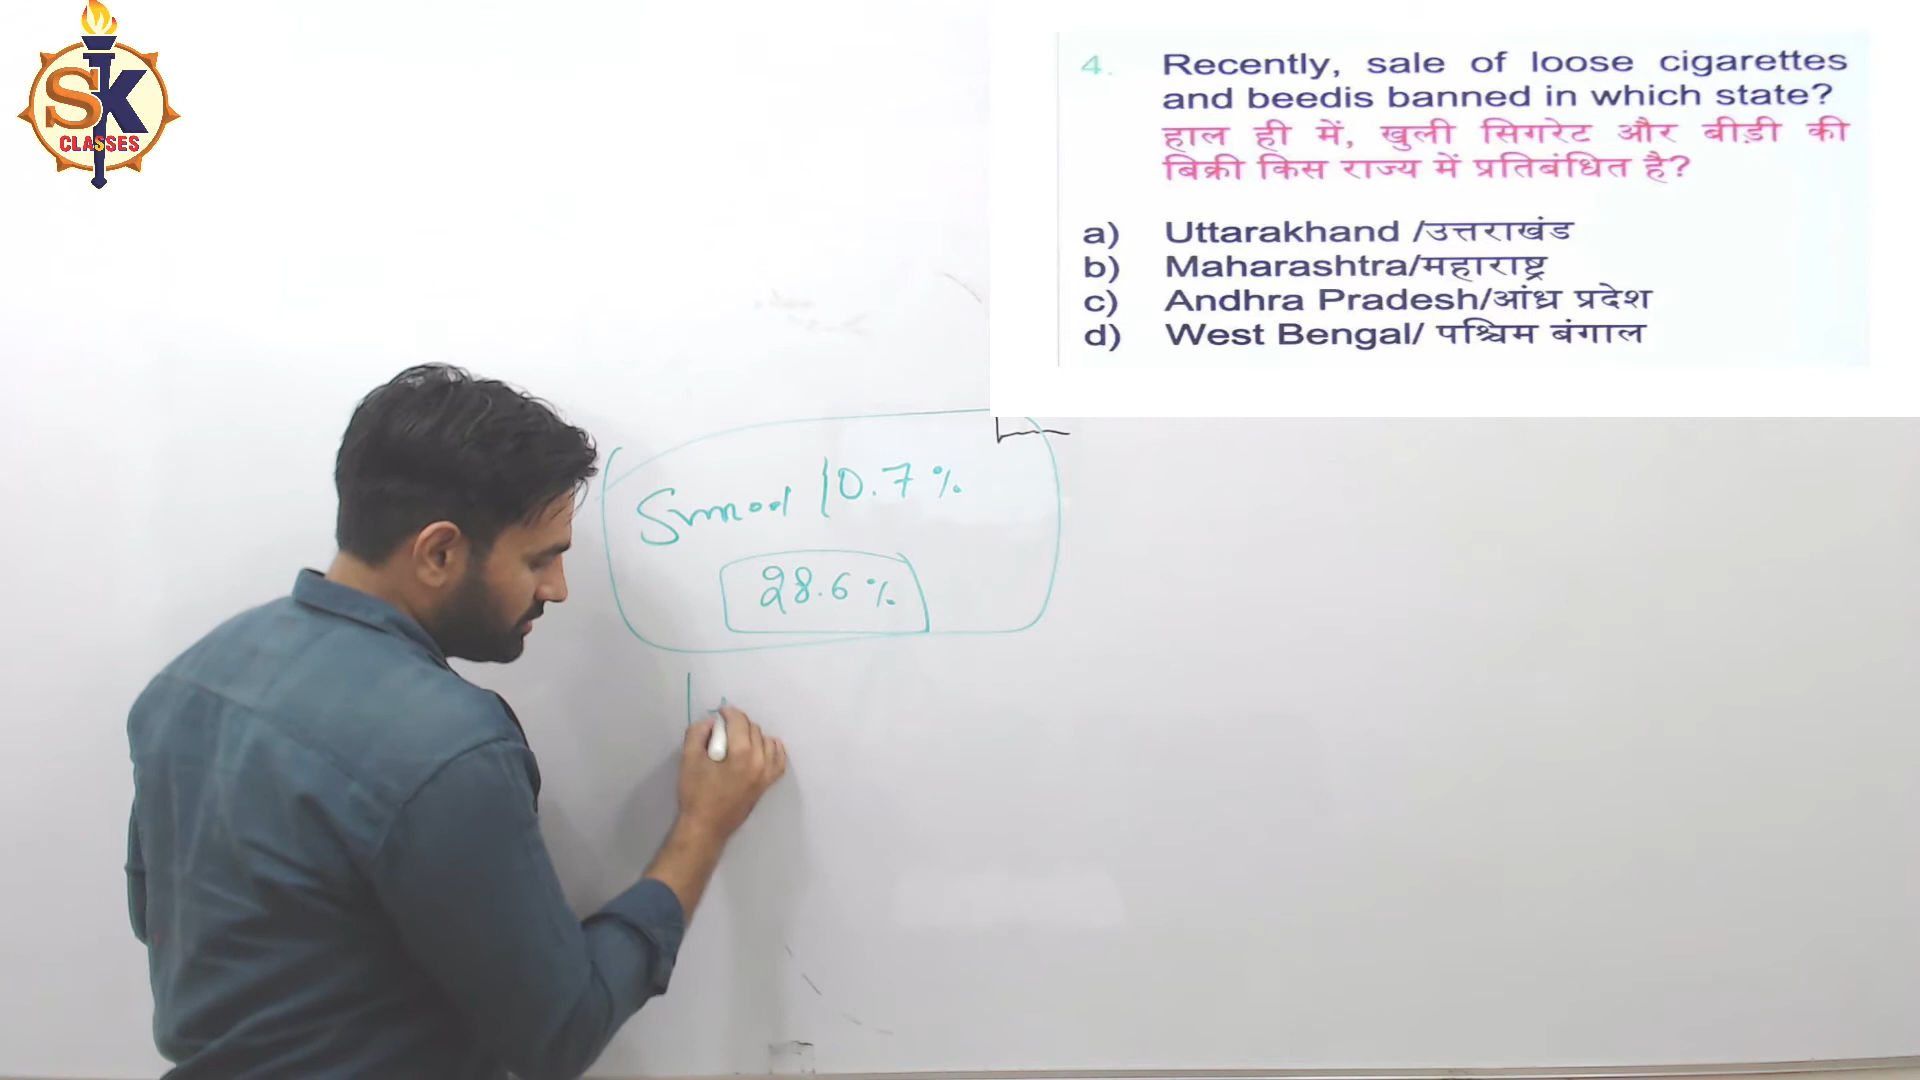 SK
CLASSES
4. Recently, sale of loose cigarettes
and beedis banned in which state?
हाल ही में, खुली सिगरेट और बीड़ी की
बिक्री किस राज्य में प्रतिबंधित है?
a) Uttarakhand /उत्तराखंड
b) Maharashtra/महाराष्ट्र
c) Andhra Pradesh/आंध्र प्रदेश
d) West Bengal/ पश्चिम बंगाल
10.7 %
28.6 %